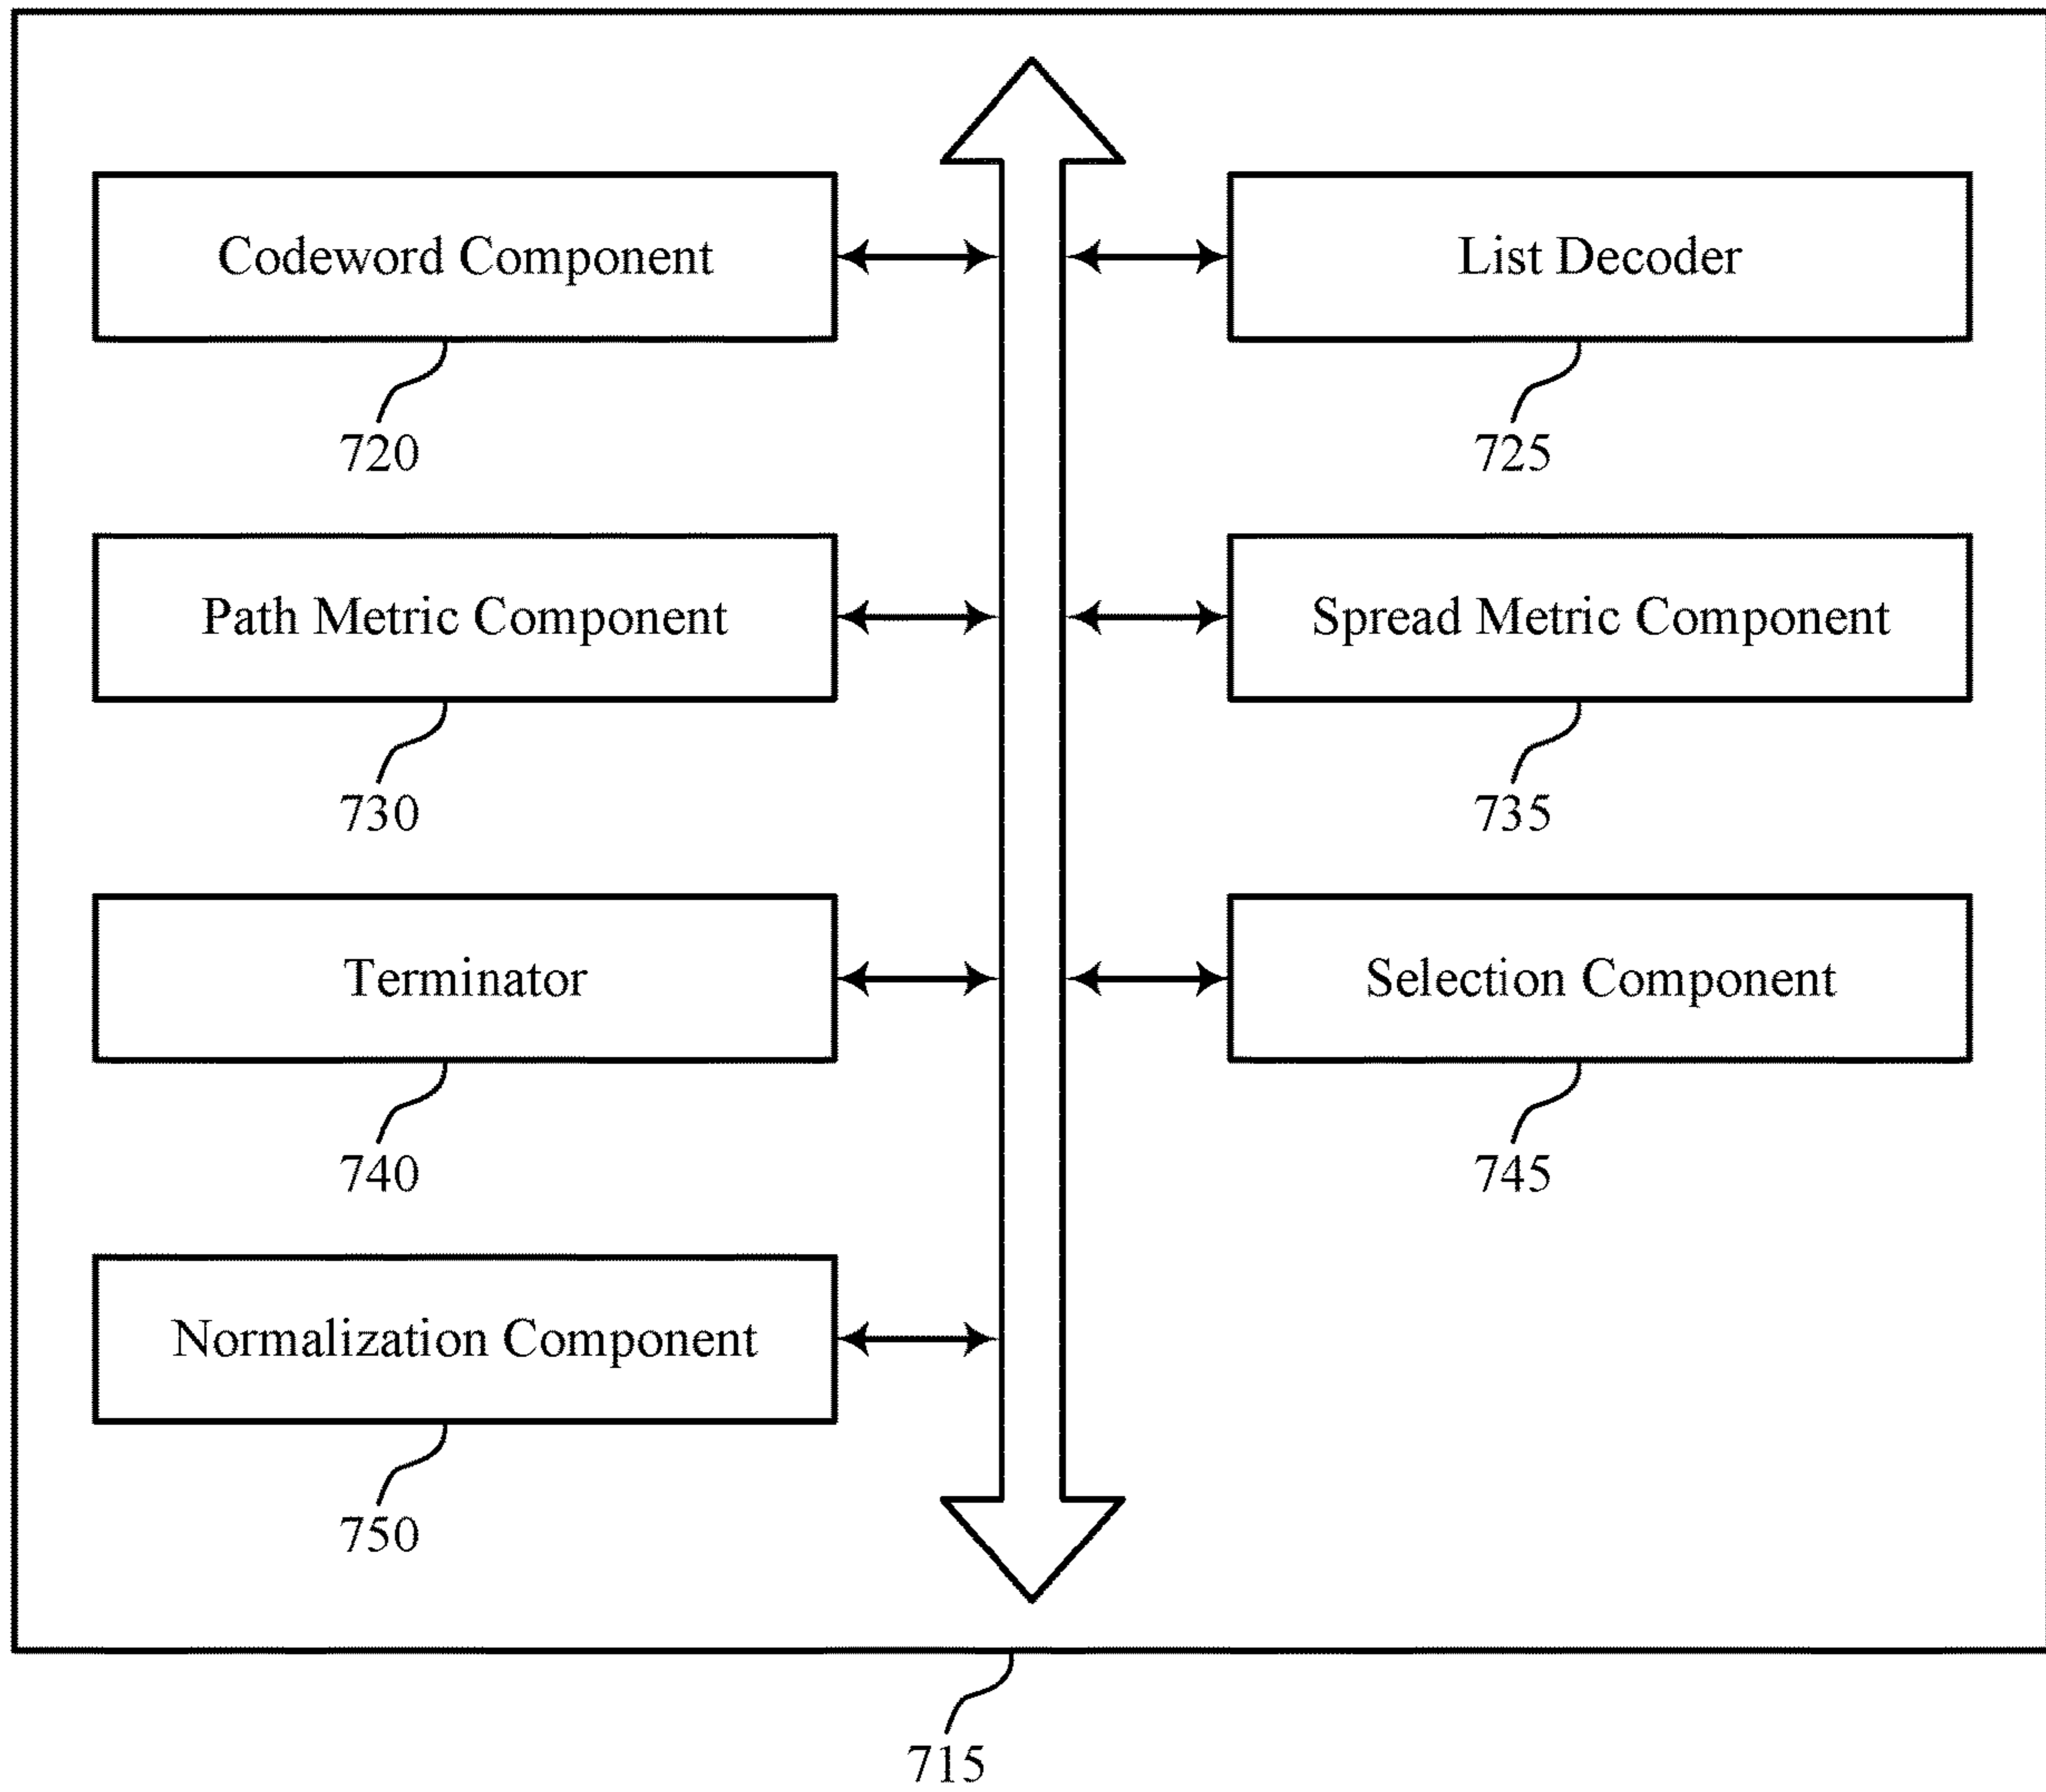 Codeword Component
List Decoder
720
725
Path Metric Component
Spread Metric Component
730
735
Terminator
Selection Component
740
745
Normalization Component
750
715